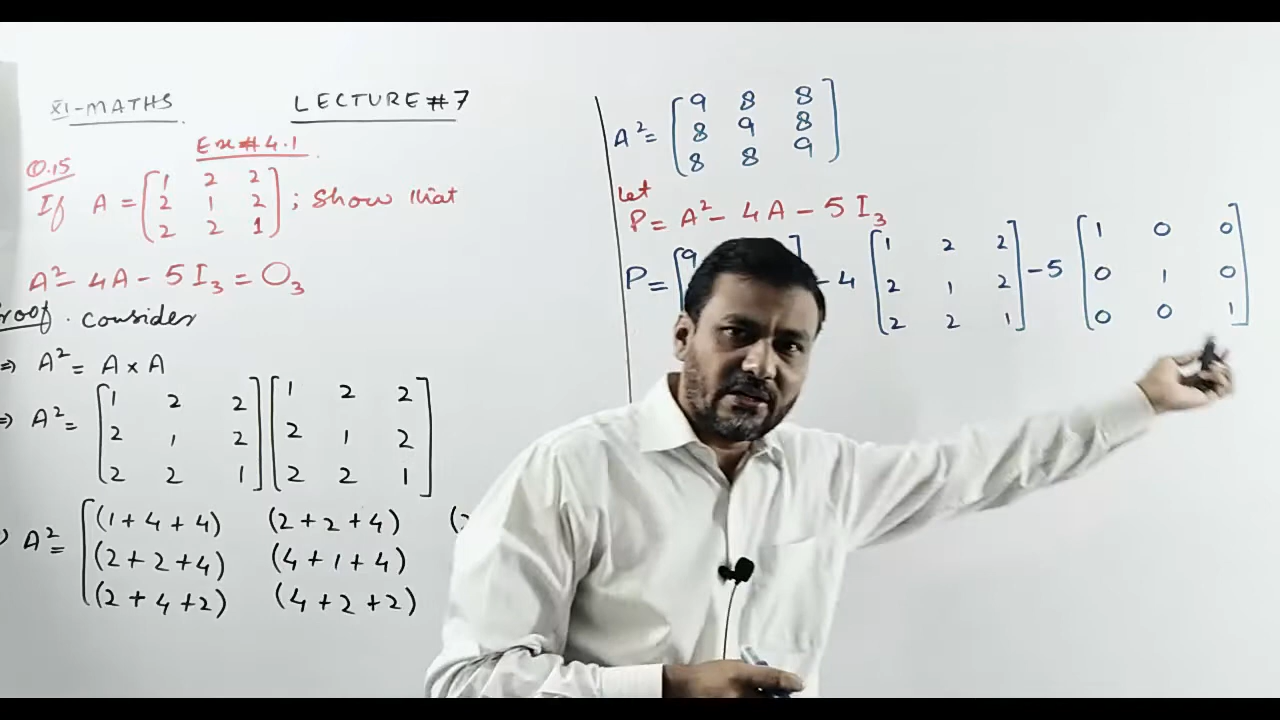 XI-MATHS LECTURE#7
Ex#4.1
Q.15
If A = [1 2 2
2 1 2
2 2 1] ; Show that
A² - 4A - 5I₃ = O₃
Proof. consider
⇒ A² = A × A
⇒ A² = [1 2 2
2 1 2
2 2 1] [1 2 2
2 1 2
2 2 1]
A² = [(1+4+4) (2+2+4) (
(2+2+4) (4+1+4)
(2+4+2) (4+2+2)
A² = [9 8 8
8 9 8
8 8 9]
Let
P = A² - 4A - 5I₃
P = [9 ] - 4 [1 2 2
2 1 2
2 2 1] - 5 [1 0 0
0 1 0
0 0 1]